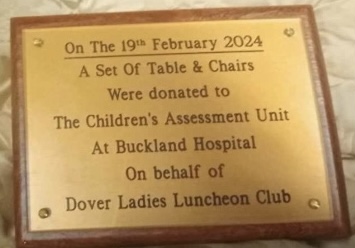 On The 19th February 2024
A Set Of Table & Chairs
Were donated to
The Children's Assessment Unit
At Buckland Hospital
On behalf of
Dover Ladies Luncheon Club